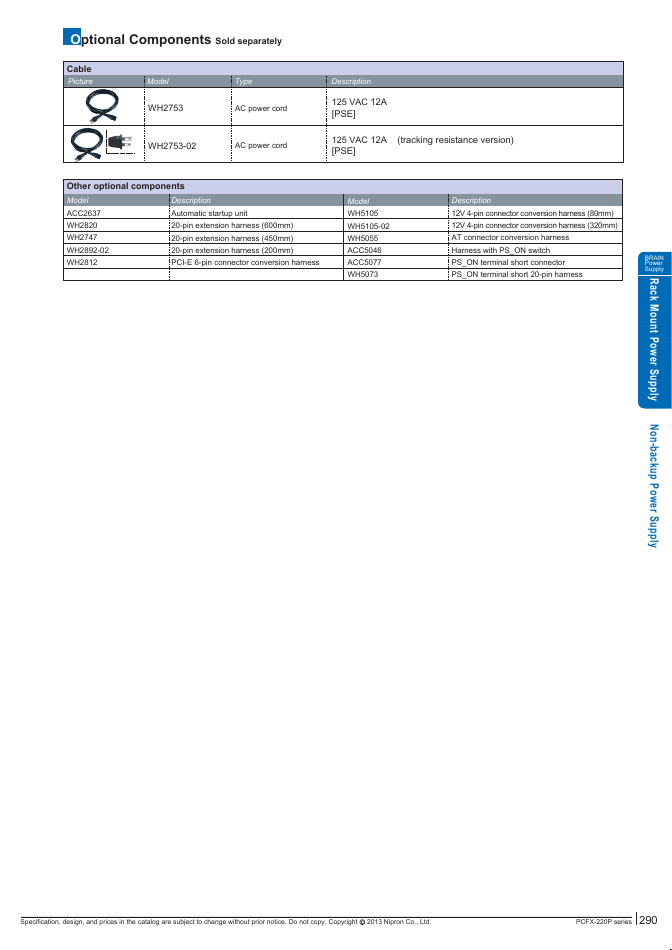 Optional Components Sold separately
Cable
Picture Model Type Description
WH2753 AC power cord 125 VAC 12A
[PSE]
WH2753-02 AC power cord 125 VAC 12A (tracking resistance version)
[PSE]
Other optional components
Model Description Model Description
ACC2637 Automatic startup unit WH5105 12V 4-pin connector conversion harness (80mm)
WH2820 20-pin extension harness (600mm) WH5105-02 12V 4-pin connector conversion harness (320mm)
WH2747 20-pin extension harness (450mm) WH5055 AT connector conversion harness
WH2892-02 20-pin extension harness (200mm) ACC5046 Harness with PS_ON switch
WH2812 PCI-E 6-pin connector conversion harness ACC5077 PS_ON terminal short connector
WH5073 PS_ON terminal short 20-pin harness
BRAIN
Power
Supply
Rack Mount Power Supply
Non-backup Power Supply
Specification, design, and prices in the catalog are subject to change without prior notice. Do not copy. Copyright © 2013 Nipron Co., Ltd. PCFX-220P series 290